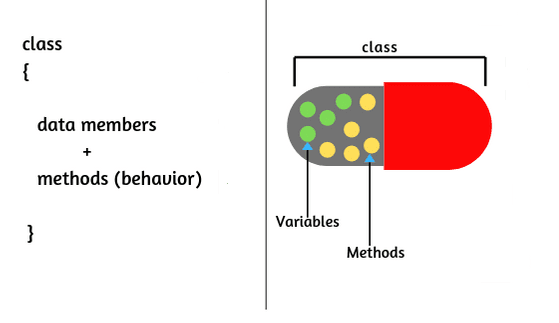 class
{
data members
+
methods (behavior)
}
class
Variables
Methods